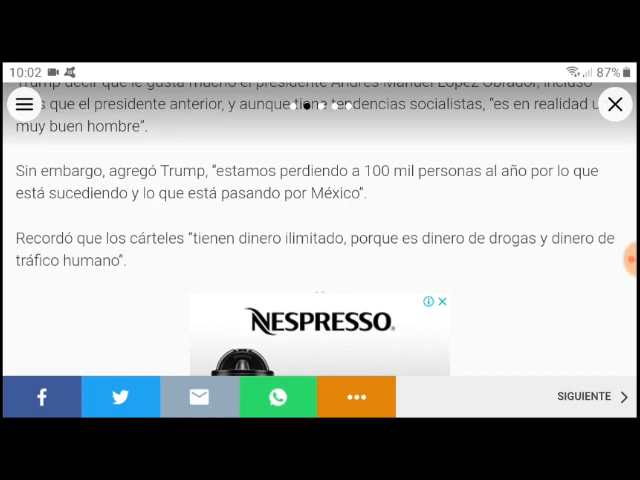 10:02
87%
Trump decir que le gusta mucho el presidente Andrés Manuel López Obrador, incluso
que el presidente anterior, y aunque tiene tendencias socialistas, “es en realidad u
muy buen hombre”.
Sin embargo, agregó Trump, “estamos perdiendo a 100 mil personas al año por lo que
está sucediendo y lo que está pasando por México”.
Recordó que los cárteles “tienen dinero ilimitado, porque es dinero de drogas y dinero de
tráfico humano”.
NESPRESSO.
SIGUIENTE